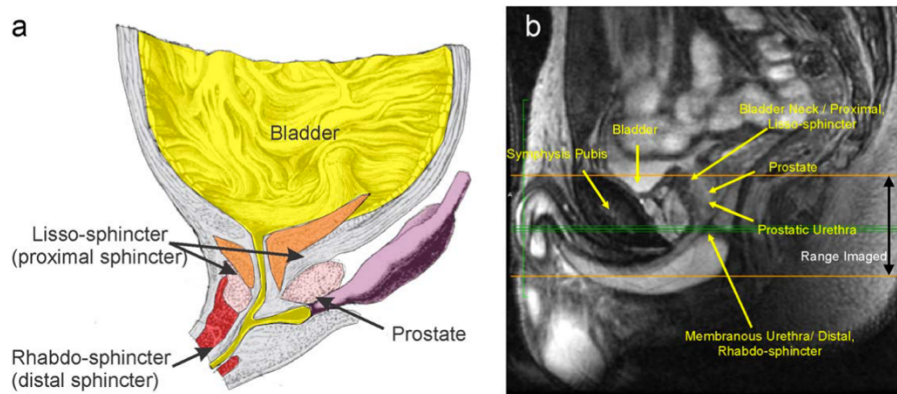 a
Bladder
Lisso-sphincter
(proximal sphincter)
Rhabdo-sphincter
(distal sphincter)
Prostate
b
Bladder Neck / Proximal,
Lisso-sphincter
Bladder
Symphysis Pubis
Prostate
Prostatic Urethra
Range Imaged
Membranous Urethra/ Distal,
Rhabdo-sphincter